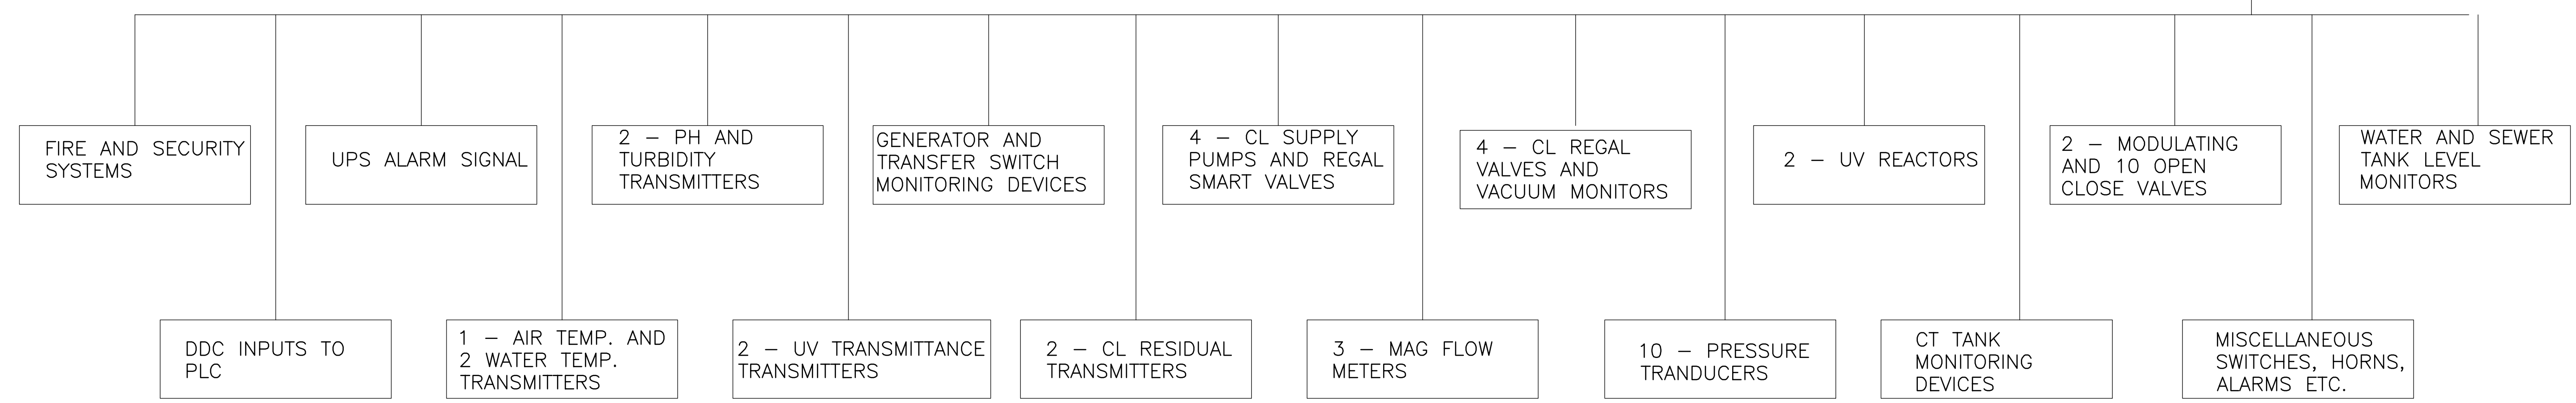 FIRE AND SECURITY
SYSTEMS
UPS ALARM SIGNAL
2 – PH AND
TURBIDITY
TRANSMITTERS
GENERATOR AND
TRANSFER SWITCH
MONITORING DEVICES
4 – CL SUPPLY
PUMPS AND REGAL
SMART VALVES
4 – CL REGAL
VALVES AND
VACUUM MONITORS
2 – UV REACTORS
2 – MODULATING
AND 10 OPEN
CLOSE VALVES
WATER AND SEWER
TANK LEVEL
MONITORS
DDC INPUTS TO
PLC
1 – AIR TEMP. AND
2 WATER TEMP.
TRANSMITTERS
2 – UV TRANSMITTANCE
TRANSMITTERS
2 – CL RESIDUAL
TRANSMITTERS
3 – MAG FLOW
METERS
10 – PRESSURE
TRANDUCERS
CT TANK
MONITORING
DEVICES
MISCELLANEOUS
SWITCHES, HORNS,
ALARMS ETC.